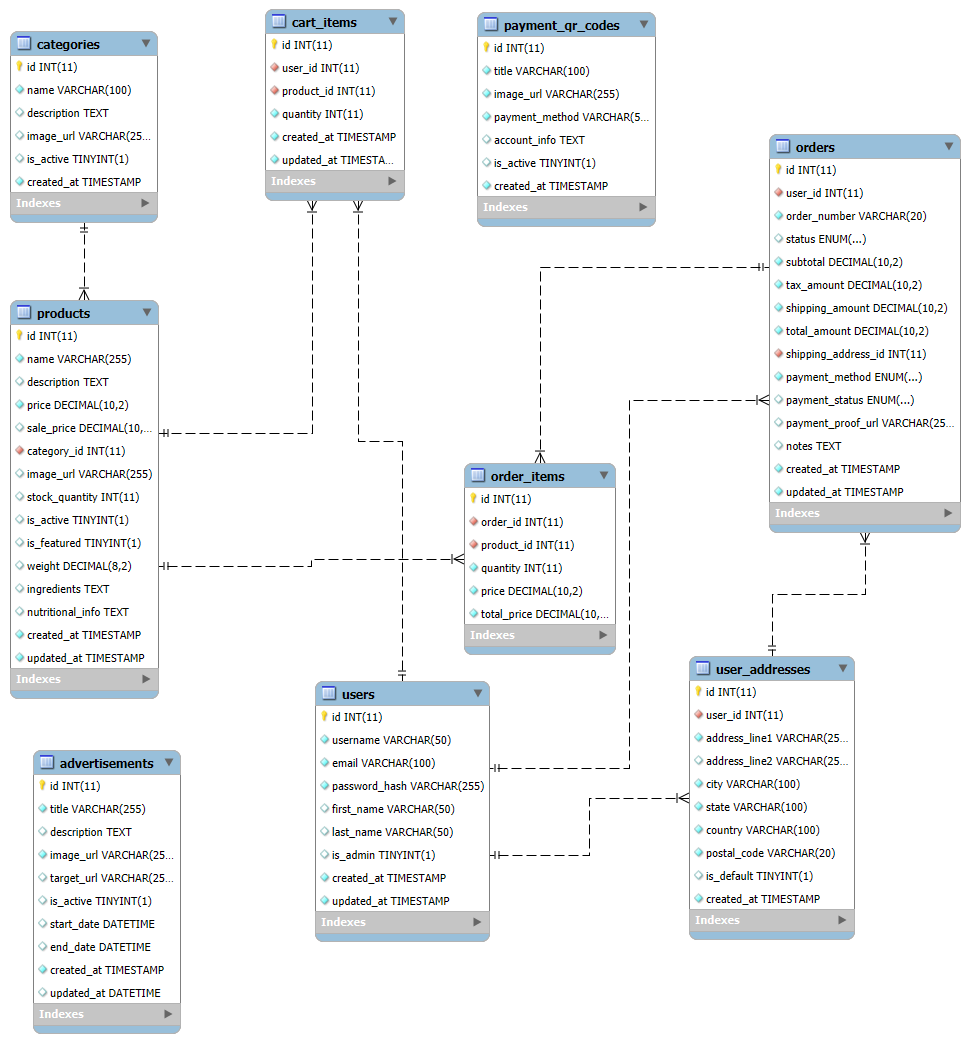 categories
id INT(11)
name VARCHAR(100)
description TEXT
image_url VARCHAR(25...
is_active TINYINT(1)
created_at TIMESTAMP
Indexes
cart_items
id INT(11)
user_id INT(11)
product_id INT(11)
quantity INT(11)
created_at TIMESTAMP
updated_at TIMESTA...
Indexes
payment_qr_codes
id INT(11)
title VARCHAR(100)
image_url VARCHAR(255)
payment_method VARCHAR(5...
account_info TEXT
is_active TINYINT(1)
created_at TIMESTAMP
Indexes
orders
id INT(11)
user_id INT(11)
order_number VARCHAR(20)
status ENUM(...)
subtotal DECIMAL(10,2)
tax_amount DECIMAL(10,2)
shipping_amount DECIMAL(10,2)
total_amount DECIMAL(10,2)
shipping_address_id INT(11)
payment_method ENUM(...)
payment_status ENUM(...)
payment_proof_url VARCHAR(25...
notes TEXT
created_at TIMESTAMP
updated_at TIMESTAMP
Indexes
products
id INT(11)
name VARCHAR(255)
description TEXT
price DECIMAL(10,2)
sale_price DECIMAL(10,...
category_id INT(11)
image_url VARCHAR(255)
stock_quantity INT(11)
is_active TINYINT(1)
is_featured TINYINT(1)
weight DECIMAL(8,2)
ingredients TEXT
nutritional_info TEXT
created_at TIMESTAMP
updated_at TIMESTAMP
Indexes
order_items
id INT(11)
order_id INT(11)
product_id INT(11)
quantity INT(11)
price DECIMAL(10,2)
total_price DECIMAL(10,...
Indexes
users
id INT(11)
username VARCHAR(50)
email VARCHAR(100)
password_hash VARCHAR(255)
first_name VARCHAR(50)
last_name VARCHAR(50)
is_admin TINYINT(1)
created_at TIMESTAMP
updated_at TIMESTAMP
Indexes
user_addresses
id INT(11)
user_id INT(11)
address_line1 VARCHAR(25...
address_line2 VARCHAR(25...
city VARCHAR(100)
state VARCHAR(100)
country VARCHAR(100)
postal_code VARCHAR(20)
is_default TINYINT(1)
created_at TIMESTAMP
Indexes
advertisements
id INT(11)
title VARCHAR(255)
description TEXT
image_url VARCHAR(25...
target_url VARCHAR(25...
is_active TINYINT(1)
start_date DATETIME
end_date DATETIME
created_at TIMESTAMP
updated_at DATETIME
Indexes